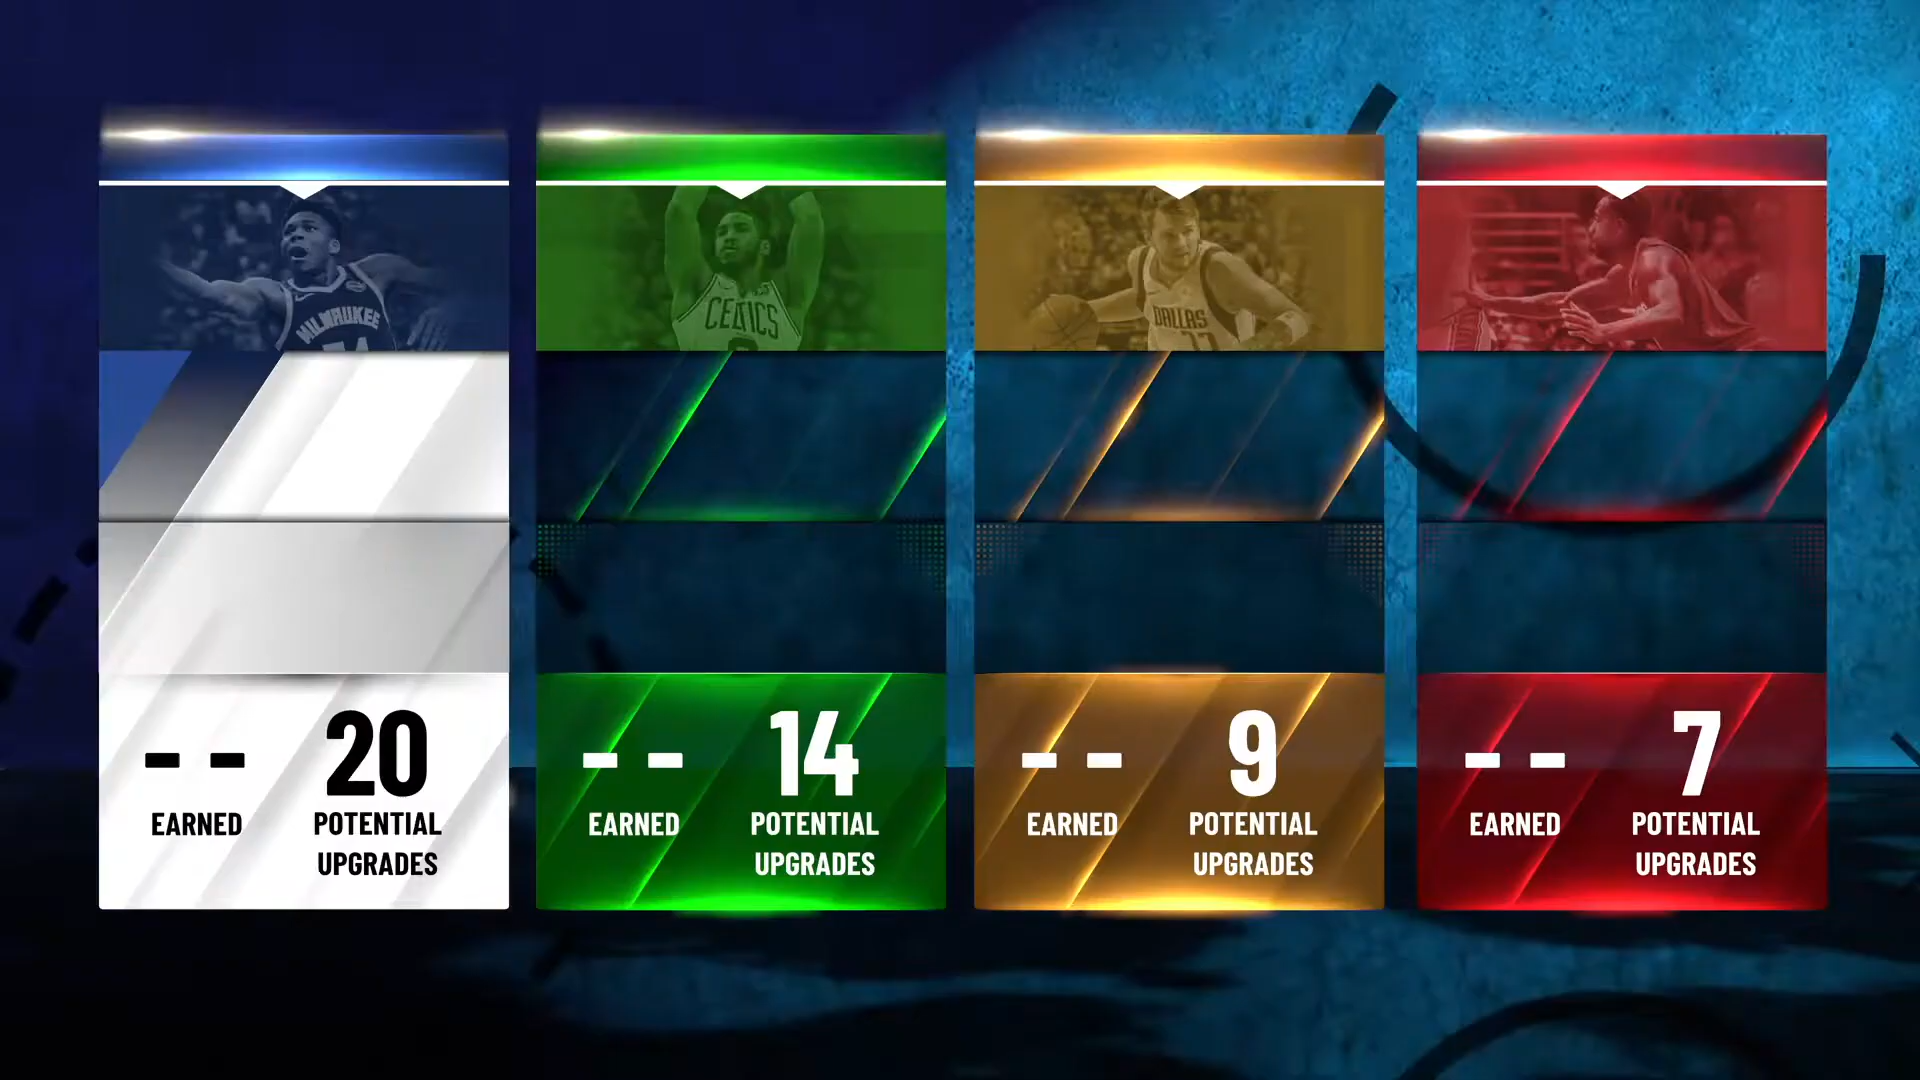 MILWAUKEE
CELTICS
DALLAS
-- 20
EARNED POTENTIAL
UPGRADES
-- 14
EARNED POTENTIAL
UPGRADES
-- 9
EARNED POTENTIAL
UPGRADES
-- 7
EARNED POTENTIAL
UPGRADES